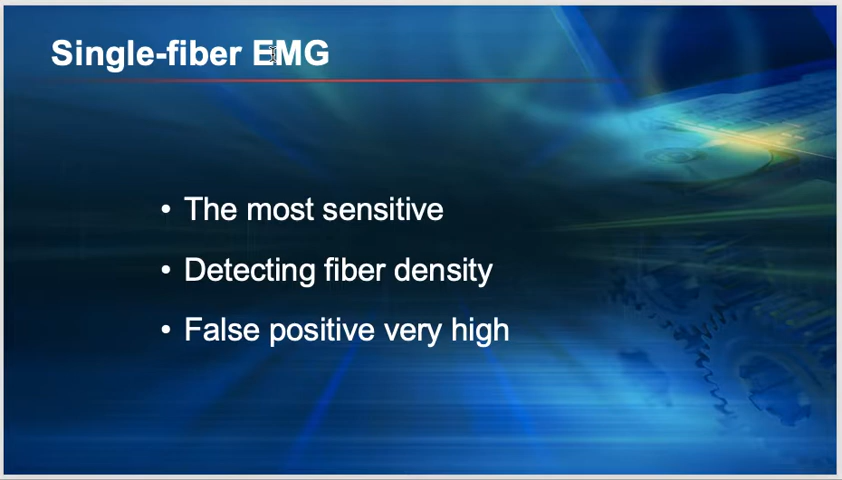 Single-fiber EMG
• The most sensitive
• Detecting fiber density
• False positive very high